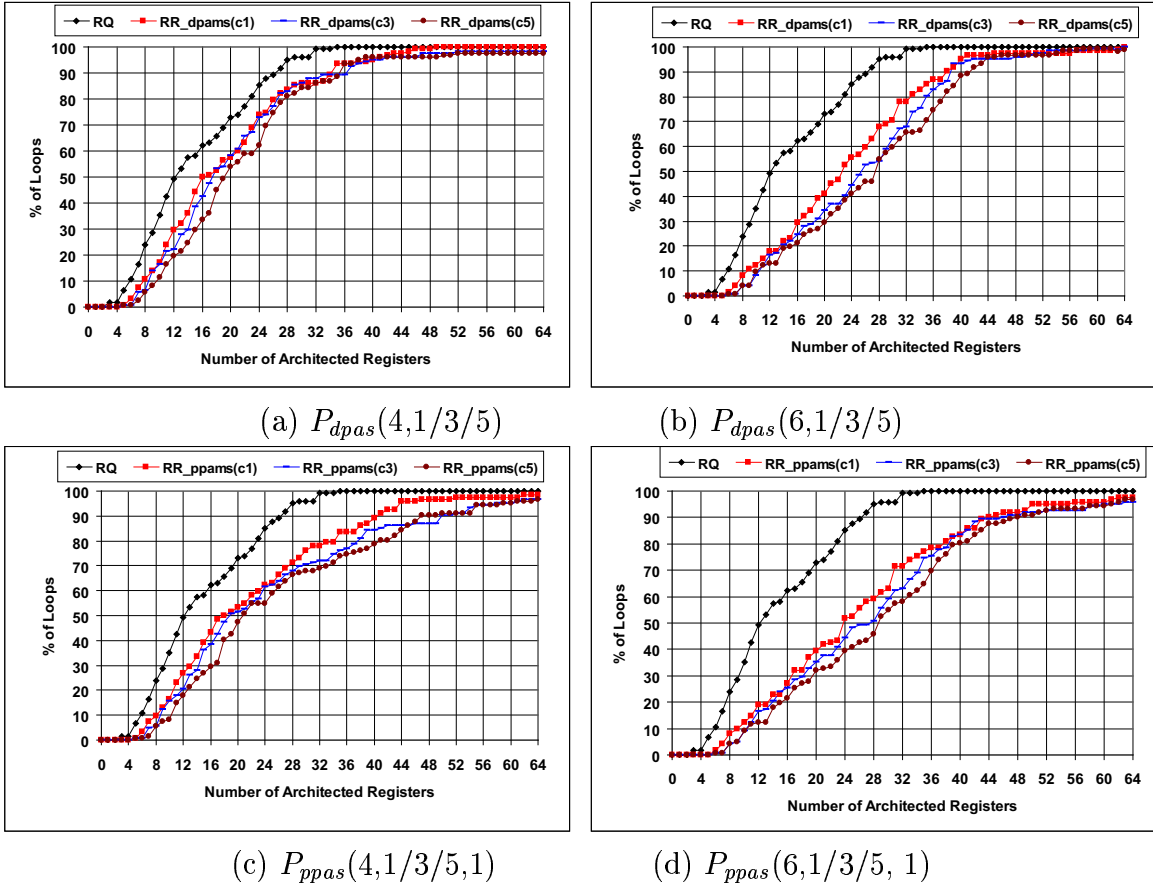 RQ RR_dpams(c1) RR_dpams(c3) RR_dpams(c5)
100
90
80
70
60
50
40
30
20
10
0
% of Loops
0 4 8 12 16 20 24 28 32 36 40 44 48 52 56 60 64
Number of Architected Registers
(a) P_dpas(4,1/3/5)
RQ RR_dpams(c1) RR_dpams(c3) RR_dpams(c5)
100
90
80
70
60
50
40
30
20
10
0
% of Loops
0 4 8 12 16 20 24 28 32 36 40 44 48 52 56 60 64
Number of Architected Registers
(b) P_dpas(6,1/3/5)
RQ RR_ppams(c1) RR_ppams(c3) RR_ppams(c5)
100
90
80
70
60
50
40
30
20
10
0
% of Loops
0 4 8 12 16 20 24 28 32 36 40 44 48 52 56 60 64
Number of Architected Registers
(c) P_ppas(4,1/3/5,1)
RQ RR_ppams(c1) RR_ppams(c3) RR_ppams(c5)
100
90
80
70
60
50
40
30
20
10
0
% of Loops
0 4 8 12 16 20 24 28 32 36 40 44 48 52 56 60 64
Number of Architected Registers
(d) P_ppas(6,1/3/5, 1)